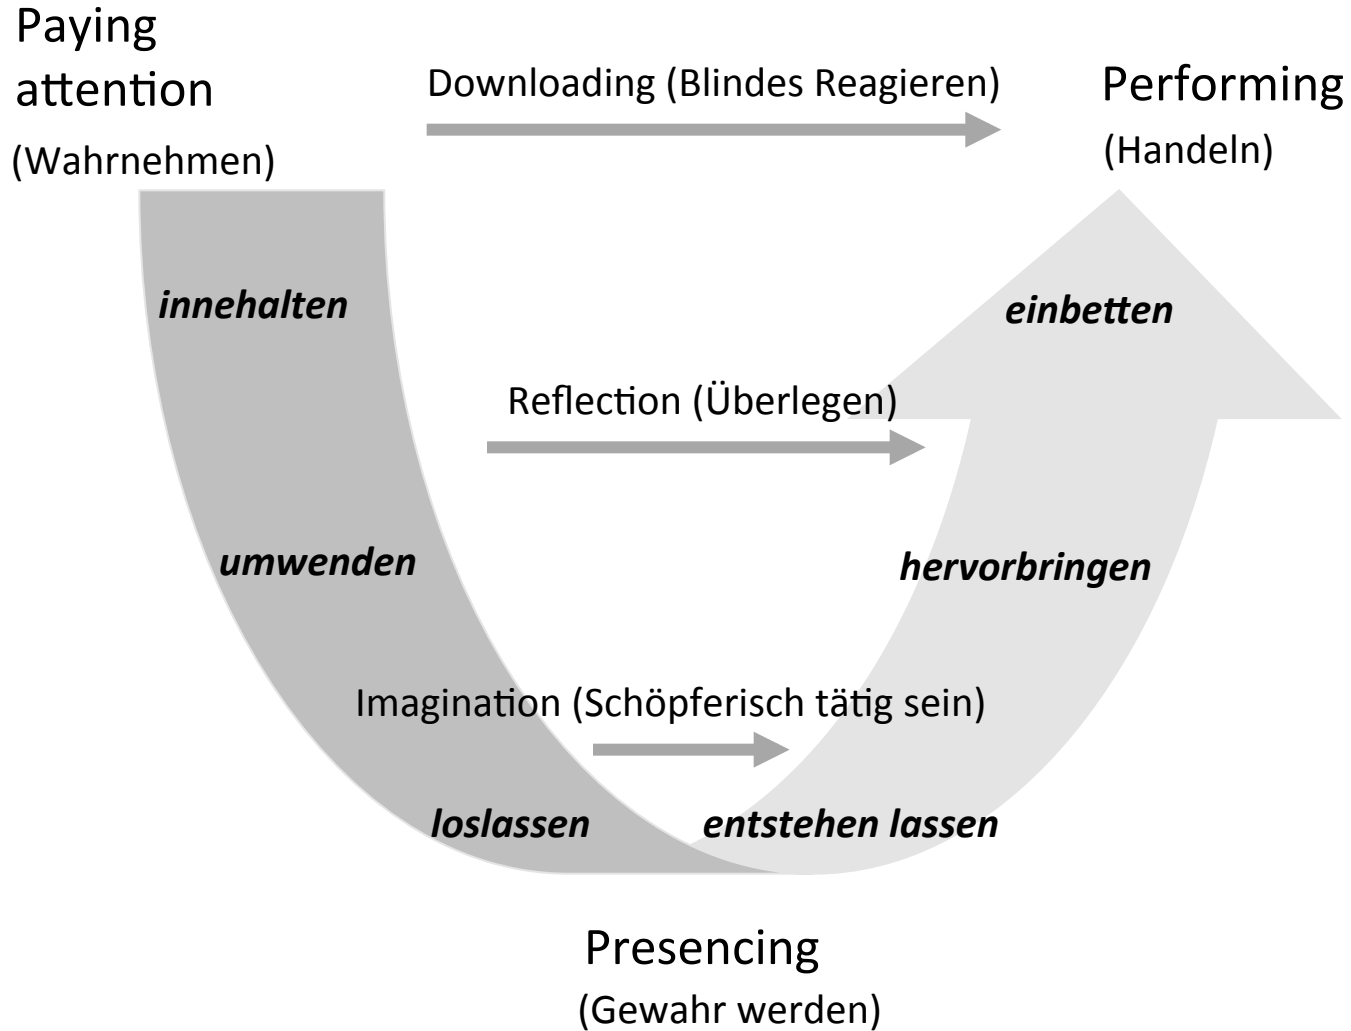 Paying
attention
(Wahrnehmen)
Downloading (Blindes Reagieren)
Performing
(Handeln)
innehalten
einbetten
Reflection (Überlegen)
umwenden
hervorbringen
Imagination (Schöpferisch tätig sein)
loslassen
entstehen lassen
Presencing
(Gewahr werden)